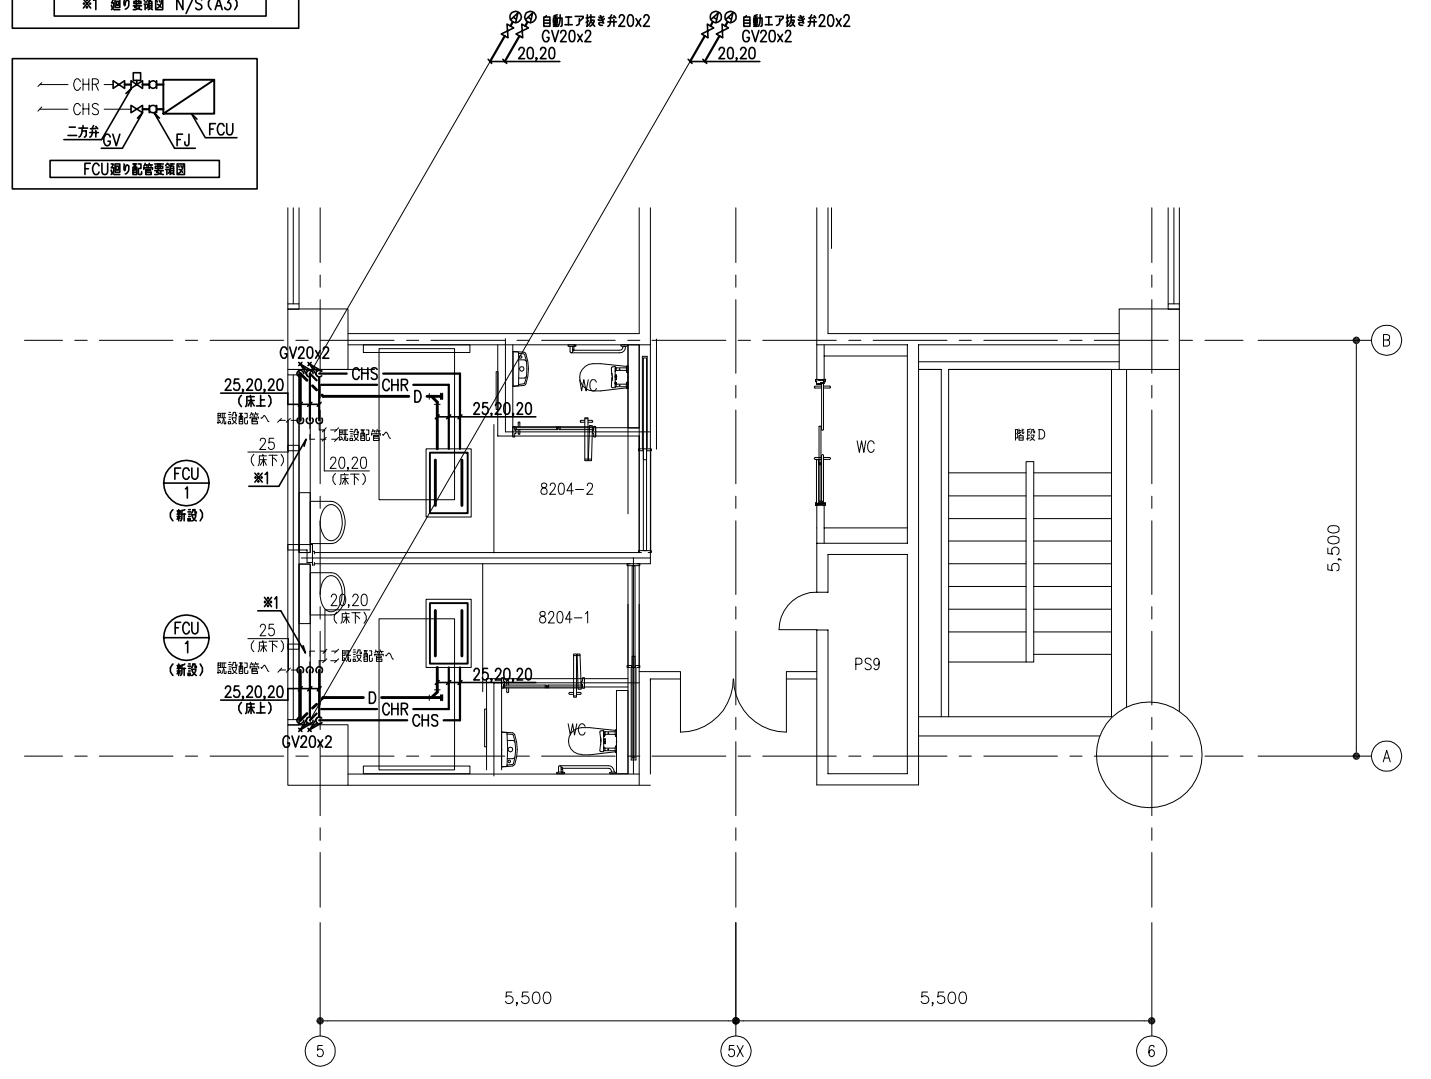 ※1 廻り要領図 N/S(A3)
自動エア抜き弁20x2
GV20x2
20,20
自動エア抜き弁20x2
GV20x2
20,20
CHR
CHS
二方弁
GV
FJ
FCU
FCU廻り配管要領図
B
GV20x2
CHS
CHR
D
25,20,20
(床上)
既設配管へ
既設配管へ
25,20,20
WC
25
(床下)
20,20
(床下)
※1
FCU
1
(新設)
8204-2
WC
階段D
5,500
※1
20,20
(床下)
FCU
1
(新設)
25
(床下)
8204-1
既設配管へ
既設配管へ
25,20,20
(床上)
25,20,20
PS9
D
CHR
CHS
GV20x2
WC
A
5,500
5,500
5
5X
6